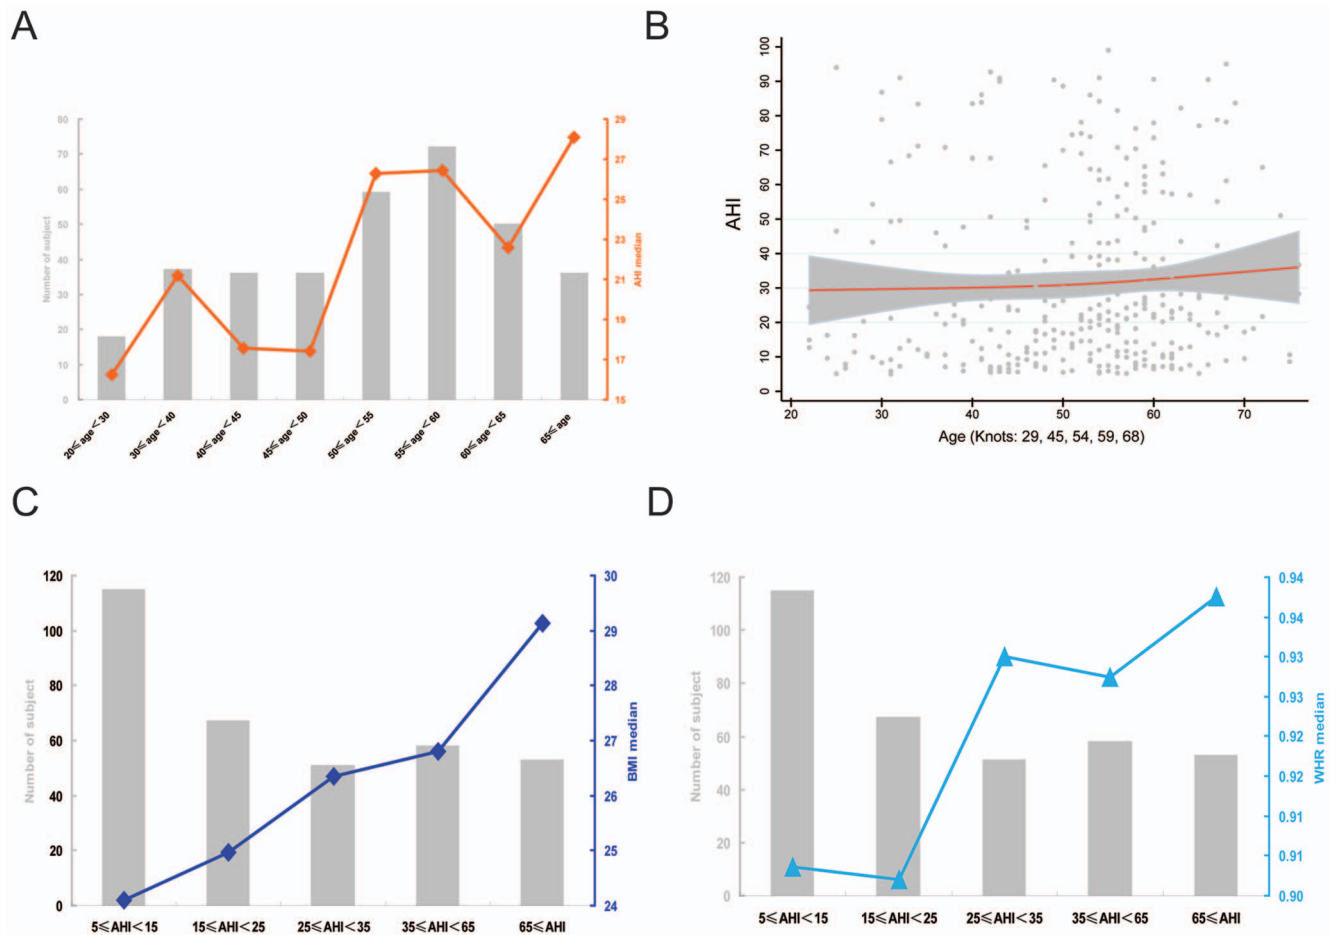 A
80
70
60
50
40
30
20
10
0
Number of subject
29
27
25
23
21
19
17
15
AHI median
20≤age<30
30≤age<40
40≤age<45
45≤age<50
50≤age<55
55≤age<60
60≤age<65
65≤age
B
100
90
80
70
60
50
40
30
20
10
0
AHI
20 30 40 50 60 70
Age (Knots: 29, 45, 54, 59, 68)
C
120
100
80
60
40
20
0
Number of subject
30
29
28
27
26
25
24
BMI median
5≤AHI<15 15≤AHI<25 25≤AHI<35 35≤AHI<65 65≤AHI
D
120
100
80
60
40
20
0
Number of subject
0.94
0.94
0.93
0.93
0.92
0.92
0.91
0.91
0.90
WHR median
5≤AHI<15 15≤AHI<25 25≤AHI<35 35≤AHI<65 65≤AHI